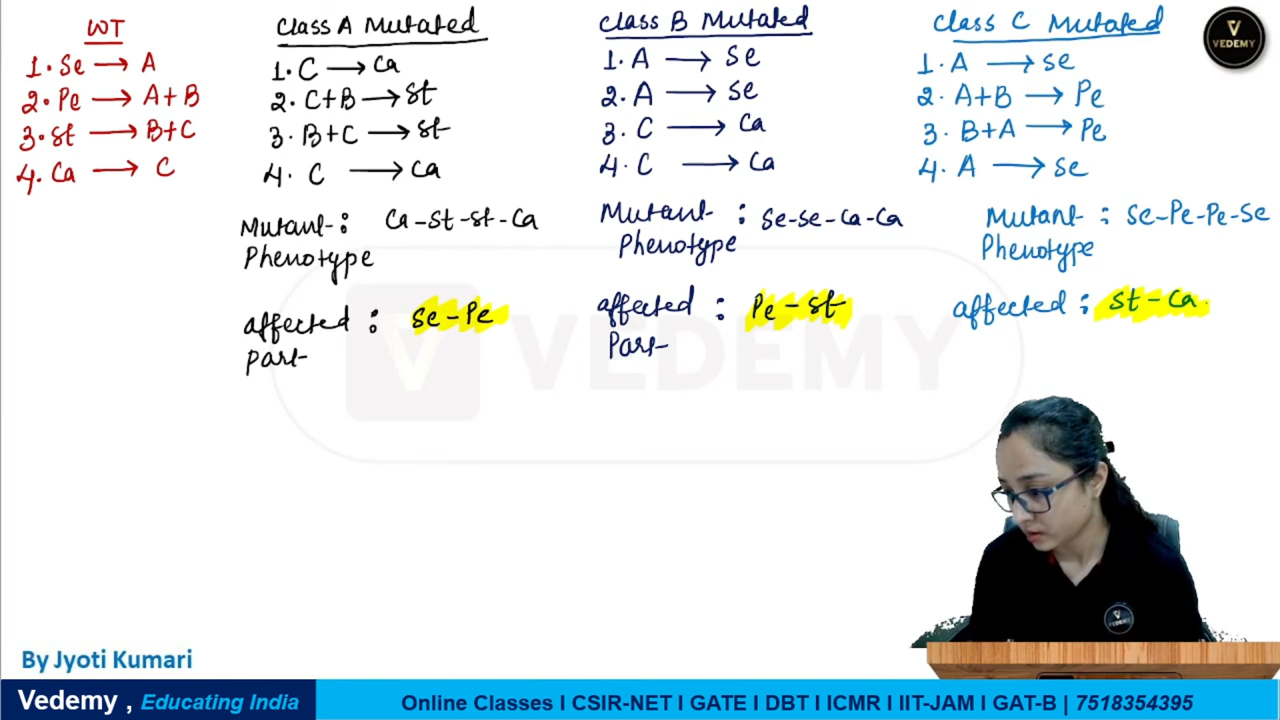 WT
1. Se → A
2. Pe → A+B
3. St → B+C
4. Ca → C
Class A Mutated
1. C → Ca
2. C+B → St
3. B+C → St
4. C → Ca
Mutant : Ca-St-St-Ca
Phenotype
affected : Se-Pe
Part
Class B Mutated
1. A → Se
2. A → Se
3. C → Ca
4. C → Ca
Mutant : Se-Se-Ca-Ca
Phenotype
affected : Pe-St
Part
Class C Mutated
1. A → Se
2. A+B → Pe
3. B+A → Pe
4. A → Se
Mutant : Se-Pe-Pe-Se
Phenotype
affected : St-Ca.
VEDEMY
VEDEMY
By Jyoti Kumari
Vedemy , Educating India
Online Classes I CSIR-NET I GATE I DBT I ICMR I IIT-JAM I GAT-B | 7518354395